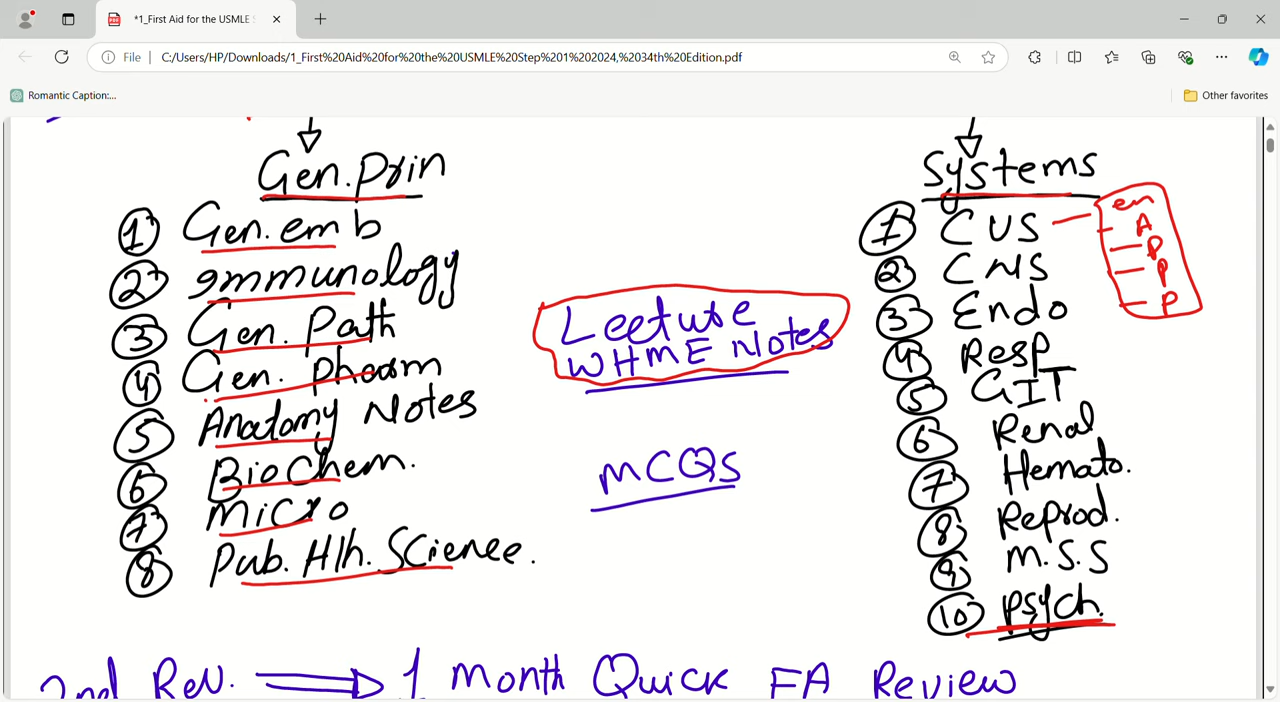 *1_First Aid for the USMLE S
File
C:/Users/HP/Downloads/1_First%20Aid%20for%20the%20USMLE%20Step%201%202024,%2034th%20Edition.pdf
Romantic Caption:...
Other favorites
Gen. Prin
1 Gen. emb
2 Immunology
3 Gen. Path
4 Gen. Pharm
5 Anatomy Notes
6 BioChem.
7 Micro
8 Pub. Hlh. Science.
Lecture
WHME Notes
MCQs
Systems
1 CVS
2 CNS
3 Endo
4 Resp
5 GIT
6 Renal
7 Hemato.
8 Reprod.
9 M.S.S
10 Psych.
em
A
P
P
P
2nd Rev. 1 Month Quick FA Review